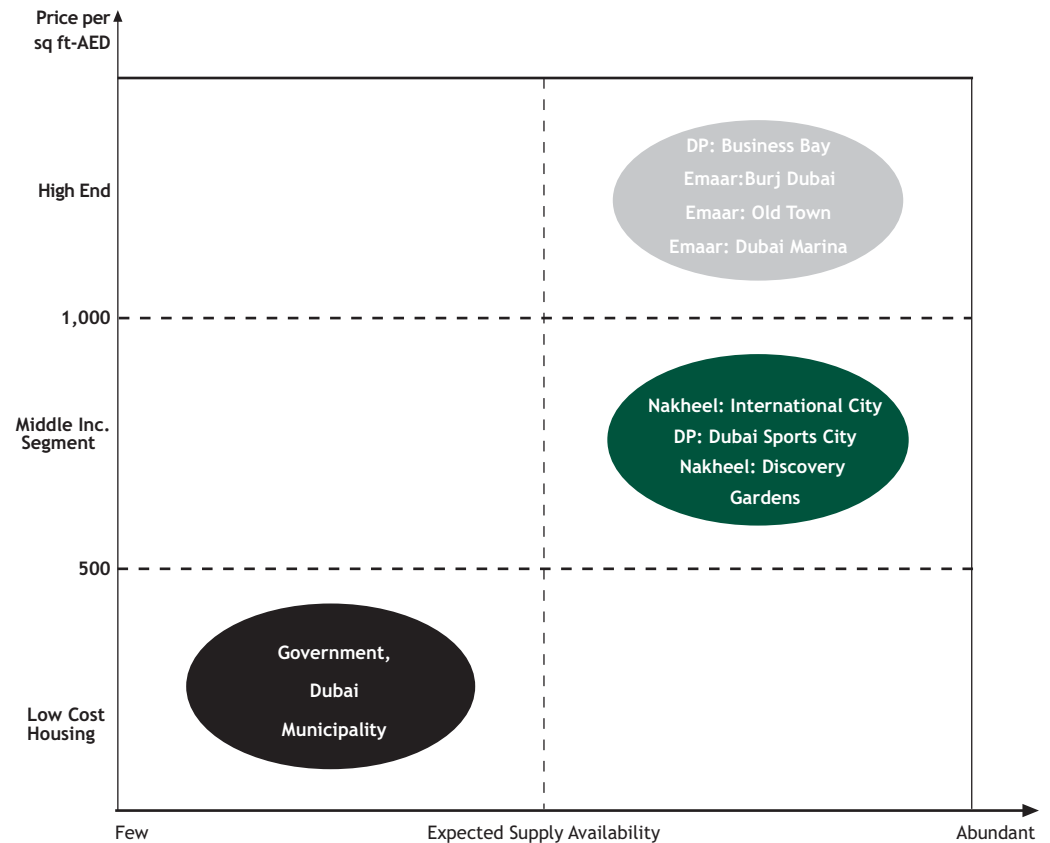 Price per
sq ft-AED
High End
DP: Business Bay
Emaar:Burj Dubai
Emaar: Old Town
Emaar: Dubai Marina
1,000
Middle Inc.
Segment
Nakheel: International City
DP: Dubai Sports City
Nakheel: Discovery
Gardens
500
Government,
Dubai
Municipality
Low Cost
Housing
Few
Expected Supply Availability
Abundant